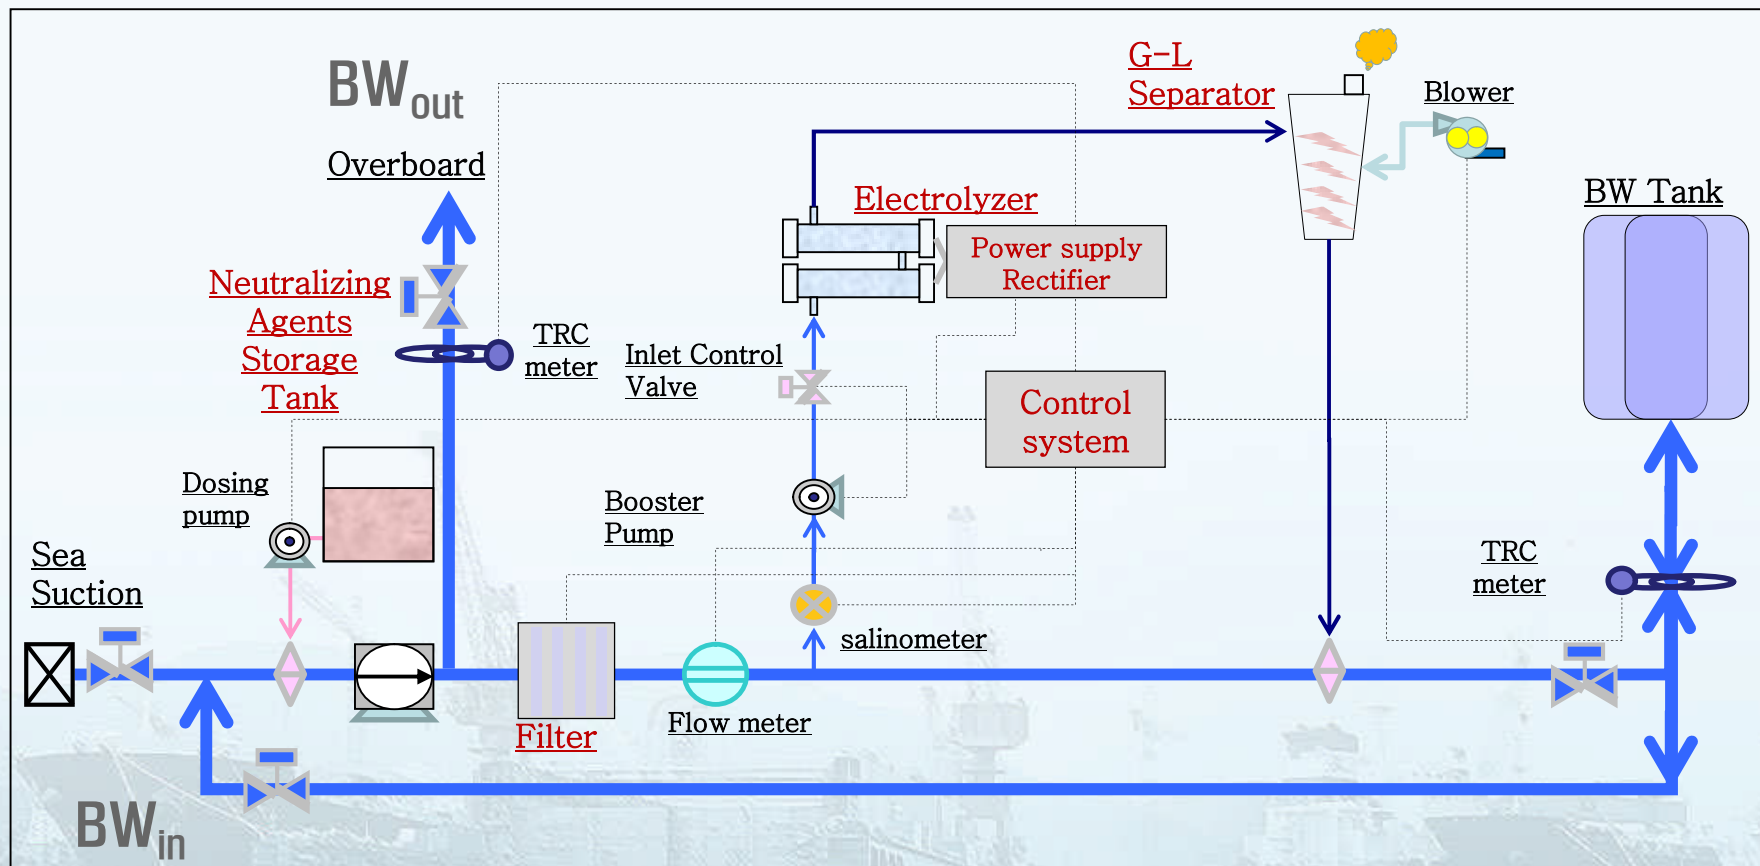 BWout
Overboard
G-L
Separator
Blower
BW Tank
Electrolyzer
Power supply
Rectifier
Neutralizing
Agents
Storage
Tank
TRC
meter
Inlet Control
Valve
Control
system
Dosing
pump
Booster
Pump
Sea
Suction
TRC
meter
salinometer
Filter
Flow meter
BWin